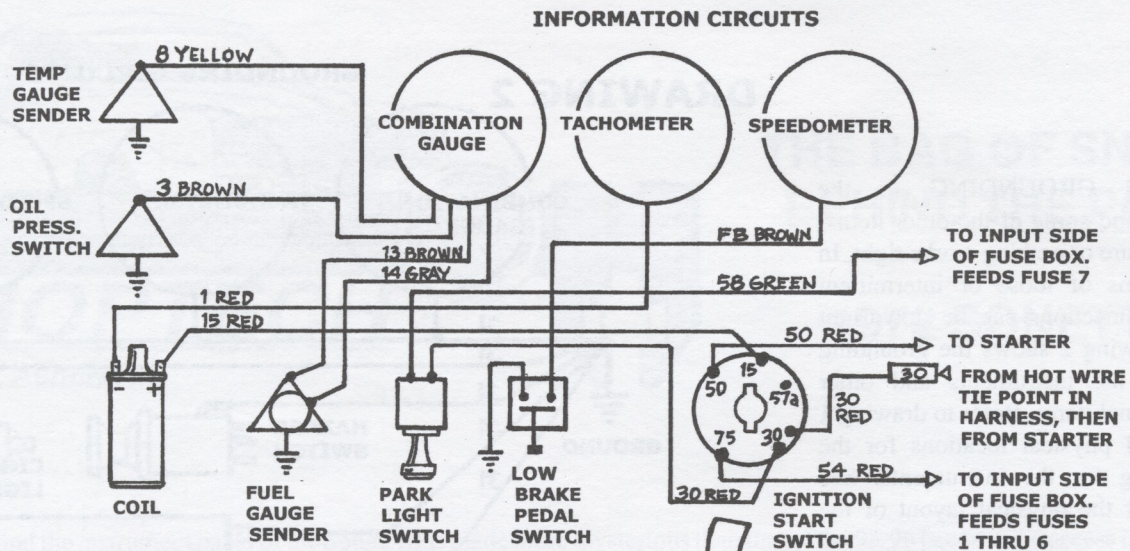 INFORMATION CIRCUITS
8 YELLOW
TEMP
GAUGE
SENDER
COMBINATION
GAUGE
TACHOMETER
SPEEDOMETER
3 BROWN
OIL
PRESS.
SWITCH
13 BROWN
14 GRAY
FB BROWN
58 GREEN
TO INPUT SIDE
OF FUSE BOX.
FEEDS FUSE 7
1 RED
15 RED
50 RED
TO STARTER
50
15
57a
30
75
30
RED
30
FROM HOT WIRE
TIE POINT IN
HARNESS, THEN
FROM STARTER
- +
COIL
FUEL
GAUGE
SENDER
PARK
LIGHT
SWITCH
LOW
BRAKE
PEDAL
SWITCH
30 RED
54 RED
IGNITION
START
SWITCH
TO INPUT SIDE
OF FUSE BOX.
FEEDS FUSES
1 THRU 6
DRAWING 2